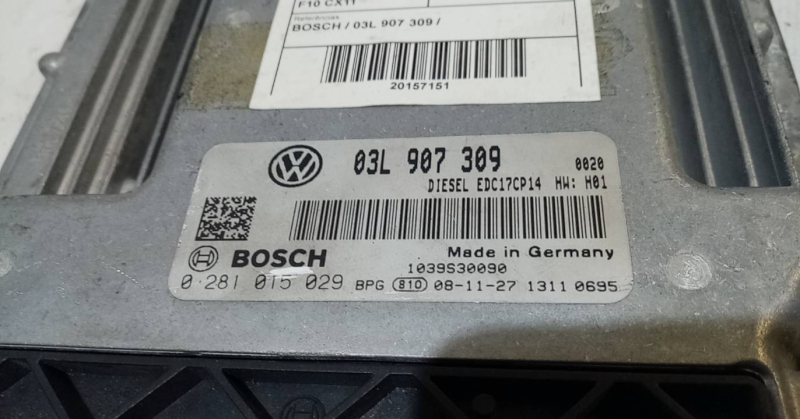 F10 CX11
Referências
BOSCH / 03L 907 309 /
20157151
03L 907 309
0020
DIESEL EDC17CP14 HW: H01
BOSCH
Made in Germany
1039S30090
0 281 015 029 BPG 810 08-11-27 1311 0695